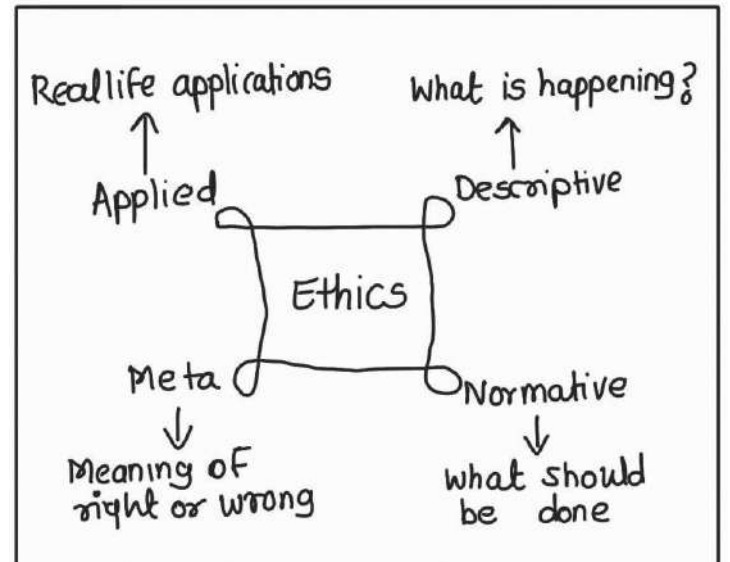 Reallife applications
What is happening?
Applied
Descriptive
Ethics
Meta
Normative
Meaning of
right or wrong
what should
be done